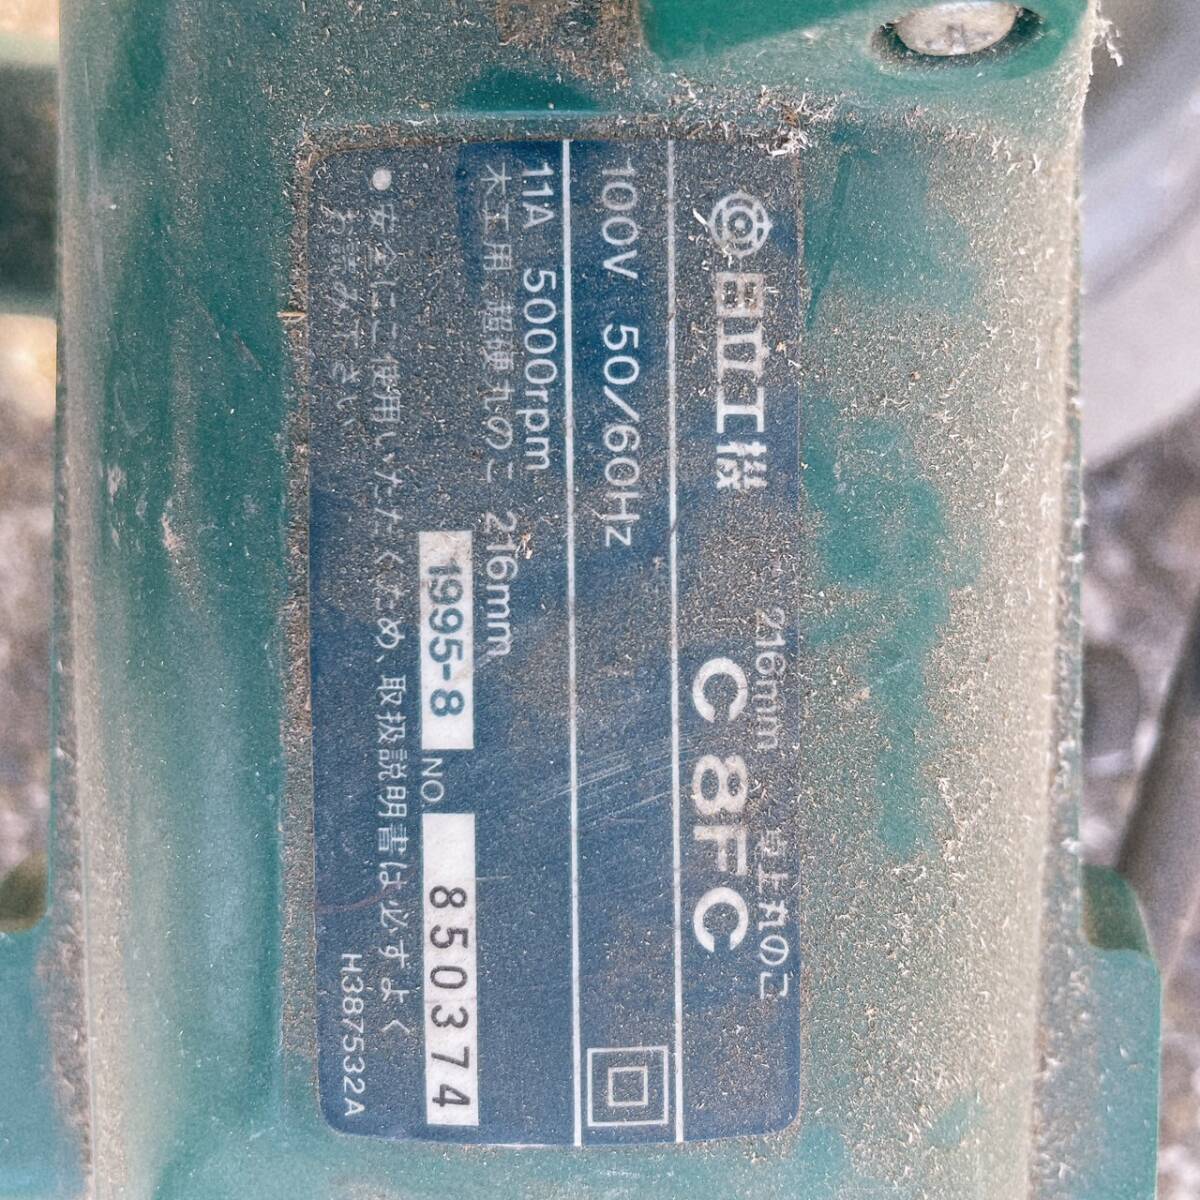 日立工機
216mm 卓上丸のこ
C8FC
100V 50/60Hz
11A 5000rpm
木工用 超硬丸のこ 216mm
1995-8 NO. 850374
●安全にご使用いただくため、取扱説明書は必ずよく
お読み下さい。
H387532A